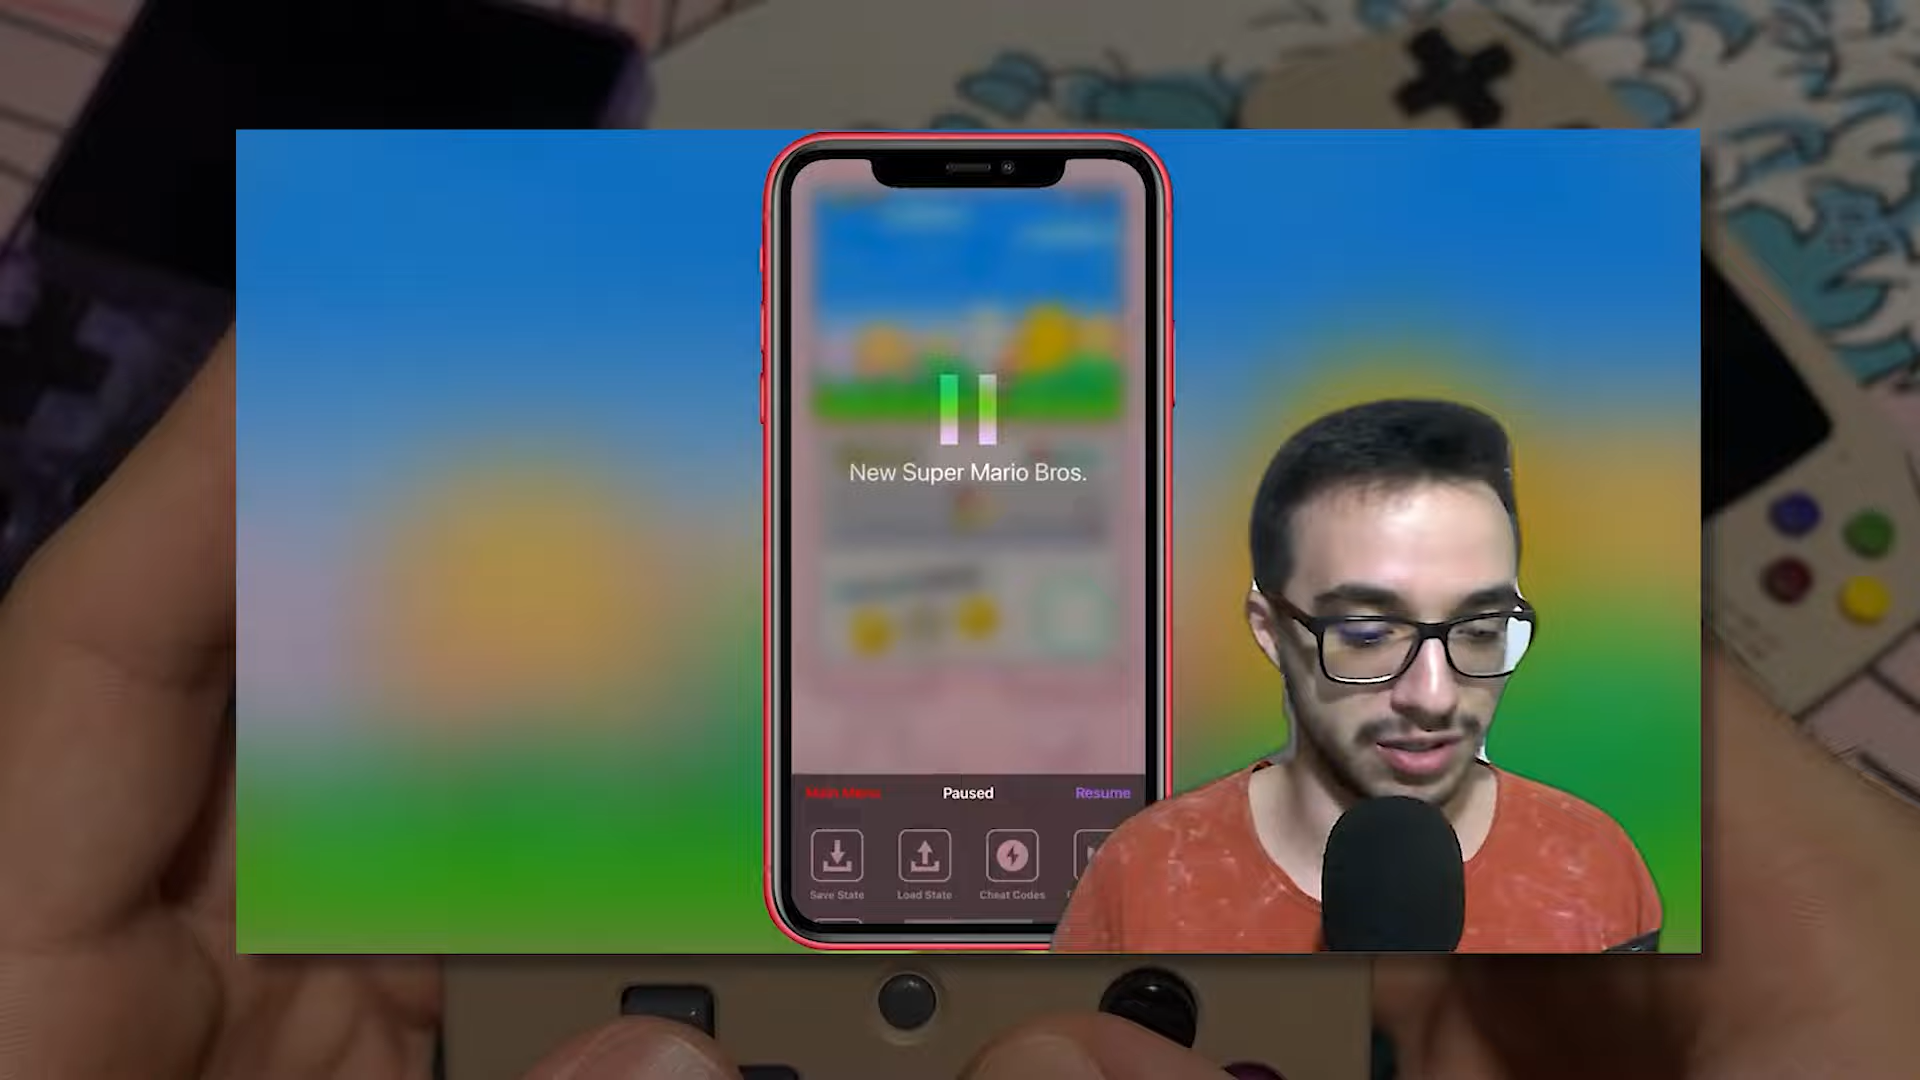 New Super Mario Bros.
Main Menu
Paused
Resume
Save State
Load State
Cheat Codes